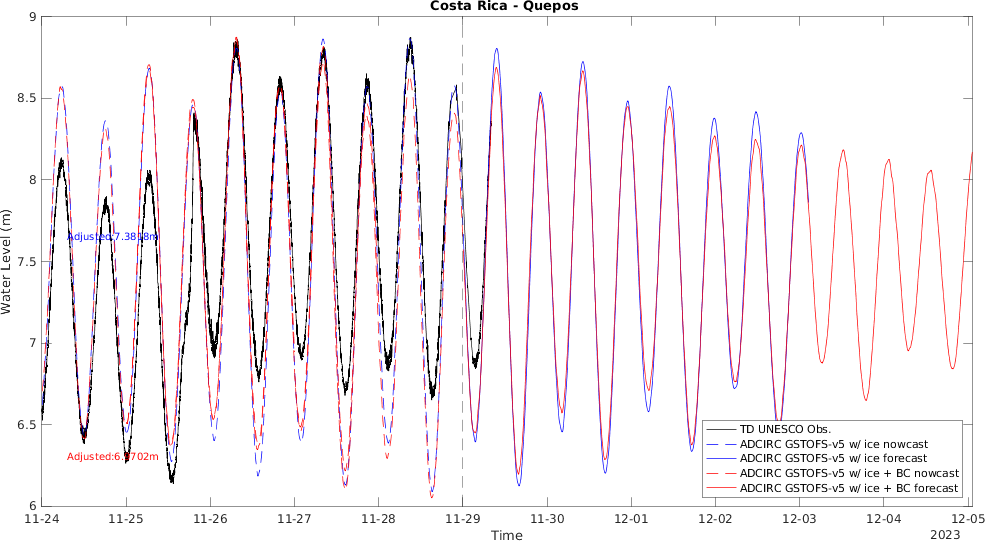 Costa Rica - Quepos
Water Level (m)
9
8.5
8
7.5
7
6.5
6
Adjusted:7.3818m
TD UNESCO Obs.
ADCIRC GSTOFS-v5 w/ ice nowcast
ADCIRC GSTOFS-v5 w/ ice forecast
ADCIRC GSTOFS-v5 w/ ice + BC nowcast
ADCIRC GSTOFS-v5 w/ ice + BC forecast
11-24 11-25 11-26 11-27 11-28 11-29 11-30 12-01 12-02 12-03 12-04 12-05
Time
2023